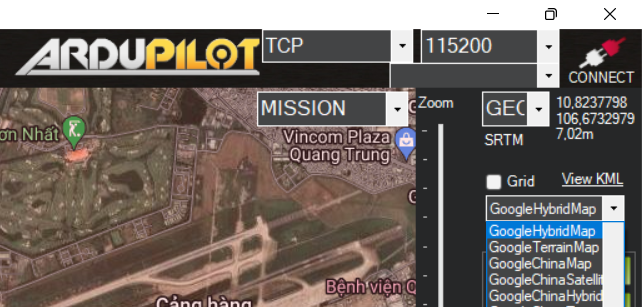 ARDUPILOT
TCP
115200
CONNECT
MISSION
Zoom
GEO
10,8237798
106,6732979
7,02m
SRTM
ơn Nhất
Vincom Plaza
Quang Trung
Grid
View KML
GoogleHybridMap
GoogleHybridMap
GoogleTerrainMap
GoogleChinaMap
GoogleChinaSatellit
GoogleChinaHybrid
Bệnh viện Q
Cảng hàng